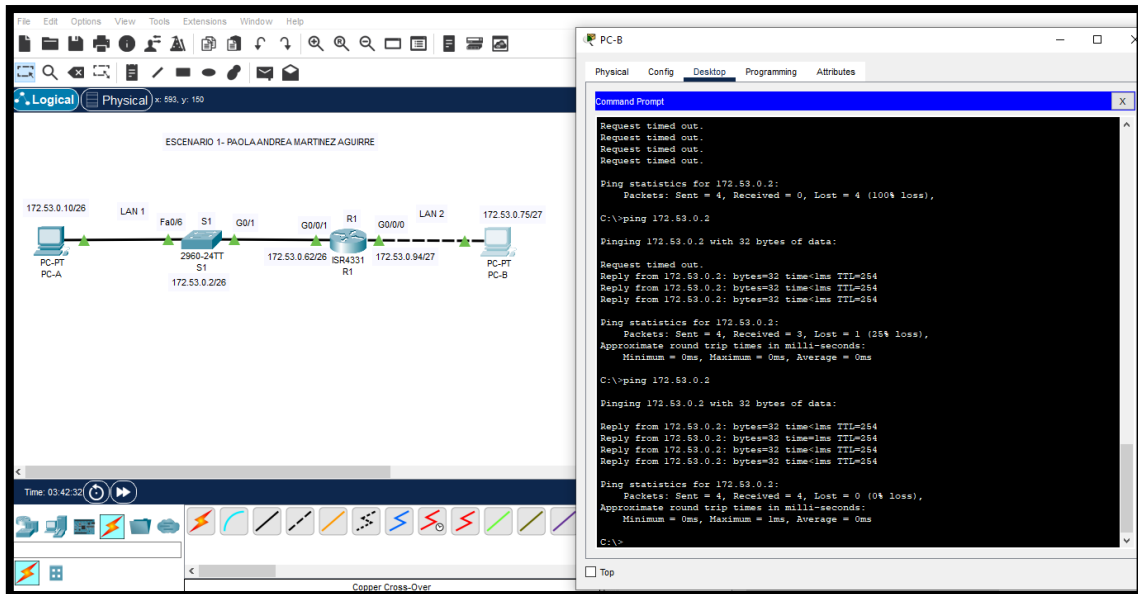 File Edit Options View Tools Extensions Window Help
Logical Physical x: 593, y: 150
ESCENARIO 1- PAOLA ANDREA MARTINEZ AGUIRRE
172.53.0.10/26
LAN 1
Fa0/6
S1
G0/1
G0/0/1
R1
G0/0/0
LAN 2
172.53.0.75/27
PC-PT
PC-A
2960-24TT
S1
172.53.0.2/26
172.53.0.62/26
ISR4331
R1
172.53.0.94/27
PC-PT
PC-B
Time: 03:42:32
Copper Cross-Over
PC-B
Physical Config Desktop Programming Attributes
Command Prompt
X
Request timed out.
Request timed out.
Request timed out.
Request timed out.
Ping statistics for 172.53.0.2:
Packets: Sent = 4, Received = 0, Lost = 4 (100% loss),
C:\>ping 172.53.0.2
Pinging 172.53.0.2 with 32 bytes of data:
Request timed out.
Reply from 172.53.0.2: bytes=32 time<1ms TTL=254
Reply from 172.53.0.2: bytes=32 time<1ms TTL=254
Reply from 172.53.0.2: bytes=32 time<1ms TTL=254
Ping statistics for 172.53.0.2:
Packets: Sent = 4, Received = 3, Lost = 1 (25% loss),
Approximate round trip times in milli-seconds:
Minimum = 0ms, Maximum = 0ms, Average = 0ms
C:\>ping 172.53.0.2
Pinging 172.53.0.2 with 32 bytes of data:
Reply from 172.53.0.2: bytes=32 time<1ms TTL=254
Reply from 172.53.0.2: bytes=32 time=1ms TTL=254
Reply from 172.53.0.2: bytes=32 time<1ms TTL=254
Reply from 172.53.0.2: bytes=32 time<1ms TTL=254
Ping statistics for 172.53.0.2:
Packets: Sent = 4, Received = 4, Lost = 0 (0% loss),
Approximate round trip times in milli-seconds:
Minimum = 0ms, Maximum = 1ms, Average = 0ms
C:\>
Top